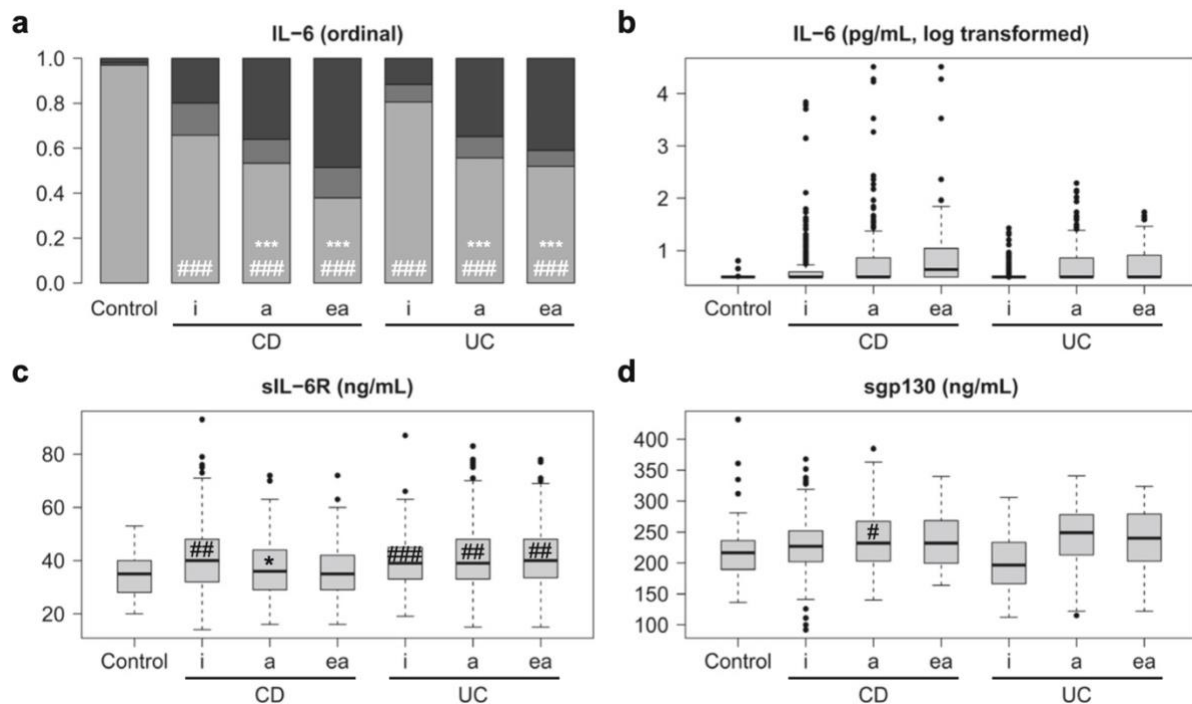 a
IL−6 (ordinal)
1.0
0.8
0.6
0.4
0.2
0.0
*** *** *** ***
### ### ### ### ### ###
Control i a ea i a ea
CD UC
b
IL−6 (pg/mL, log transformed)
4
3
2
1
Control i a ea i a ea
CD UC
c
sIL−6R (ng/mL)
80
60
40
20
## * ### ## ##
Control i a ea i a ea
CD UC
d
sgp130 (ng/mL)
400
350
300
250
200
150
100
#
Control i a ea i a ea
CD UC